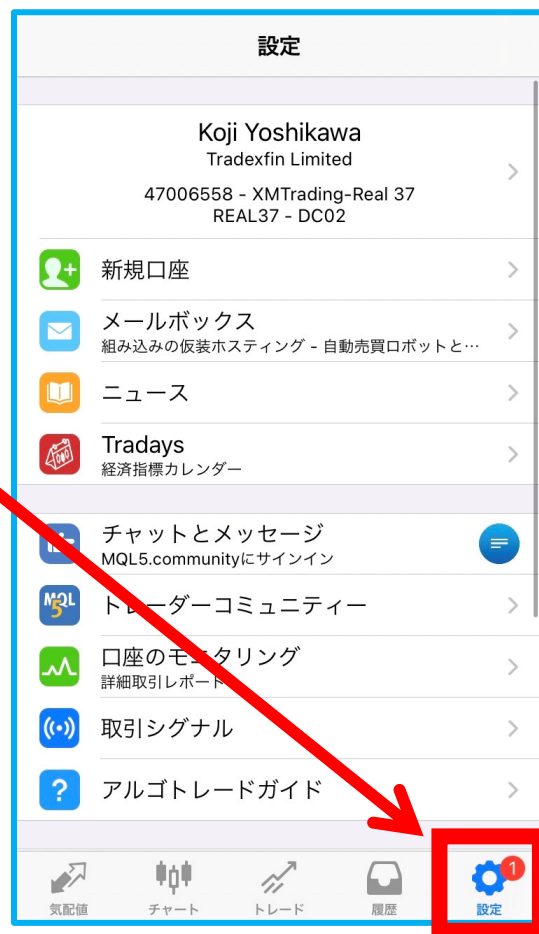 設定
Koji Yoshikawa
Tradexfin Limited
47006558 - XMTrading-Real 37
REAL37 - DC02
新規口座
メールボックス
組み込みの仮装ホスティング - 自動売買ロボットと…
ニュース
Tradays
経済指標カレンダー
チャットとメッセージ
MQL5.communityにサインイン
MQL5
トレーダーコミュニティー
口座のモニタリング
詳細取引レポート
取引シグナル
?
アルゴトレードガイド
1
気配値
チャート
トレード
履歴
設定